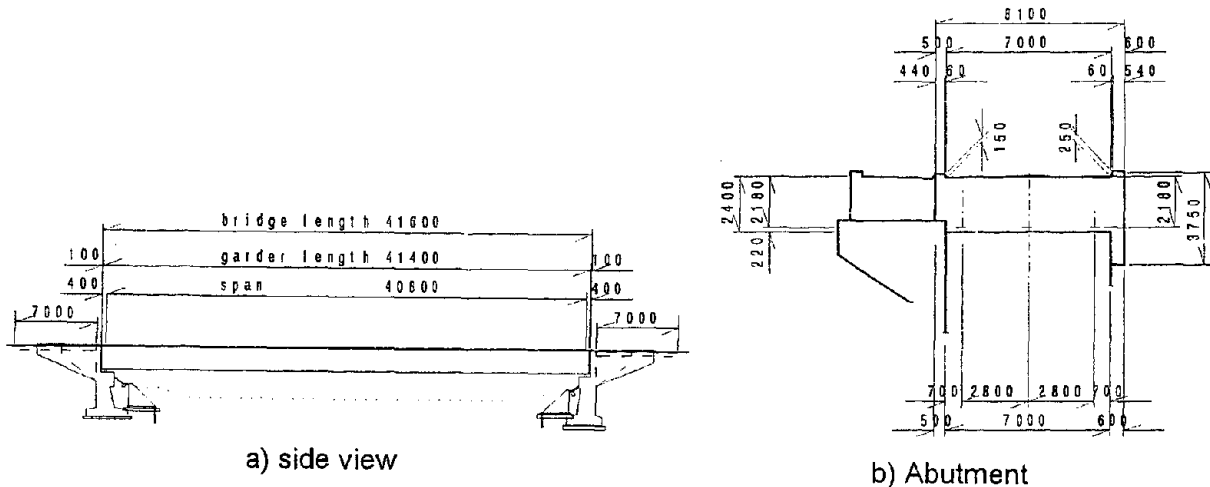 bridge length 41600
100 garder length 41400 100
400 span 40600 400
7000 7000
a) side view
8100
500 7000 600
440 60 60 540
150 250
2400 2180 2180 3750
220
700 2800 2800 700
500 7000 600
b) Abutment